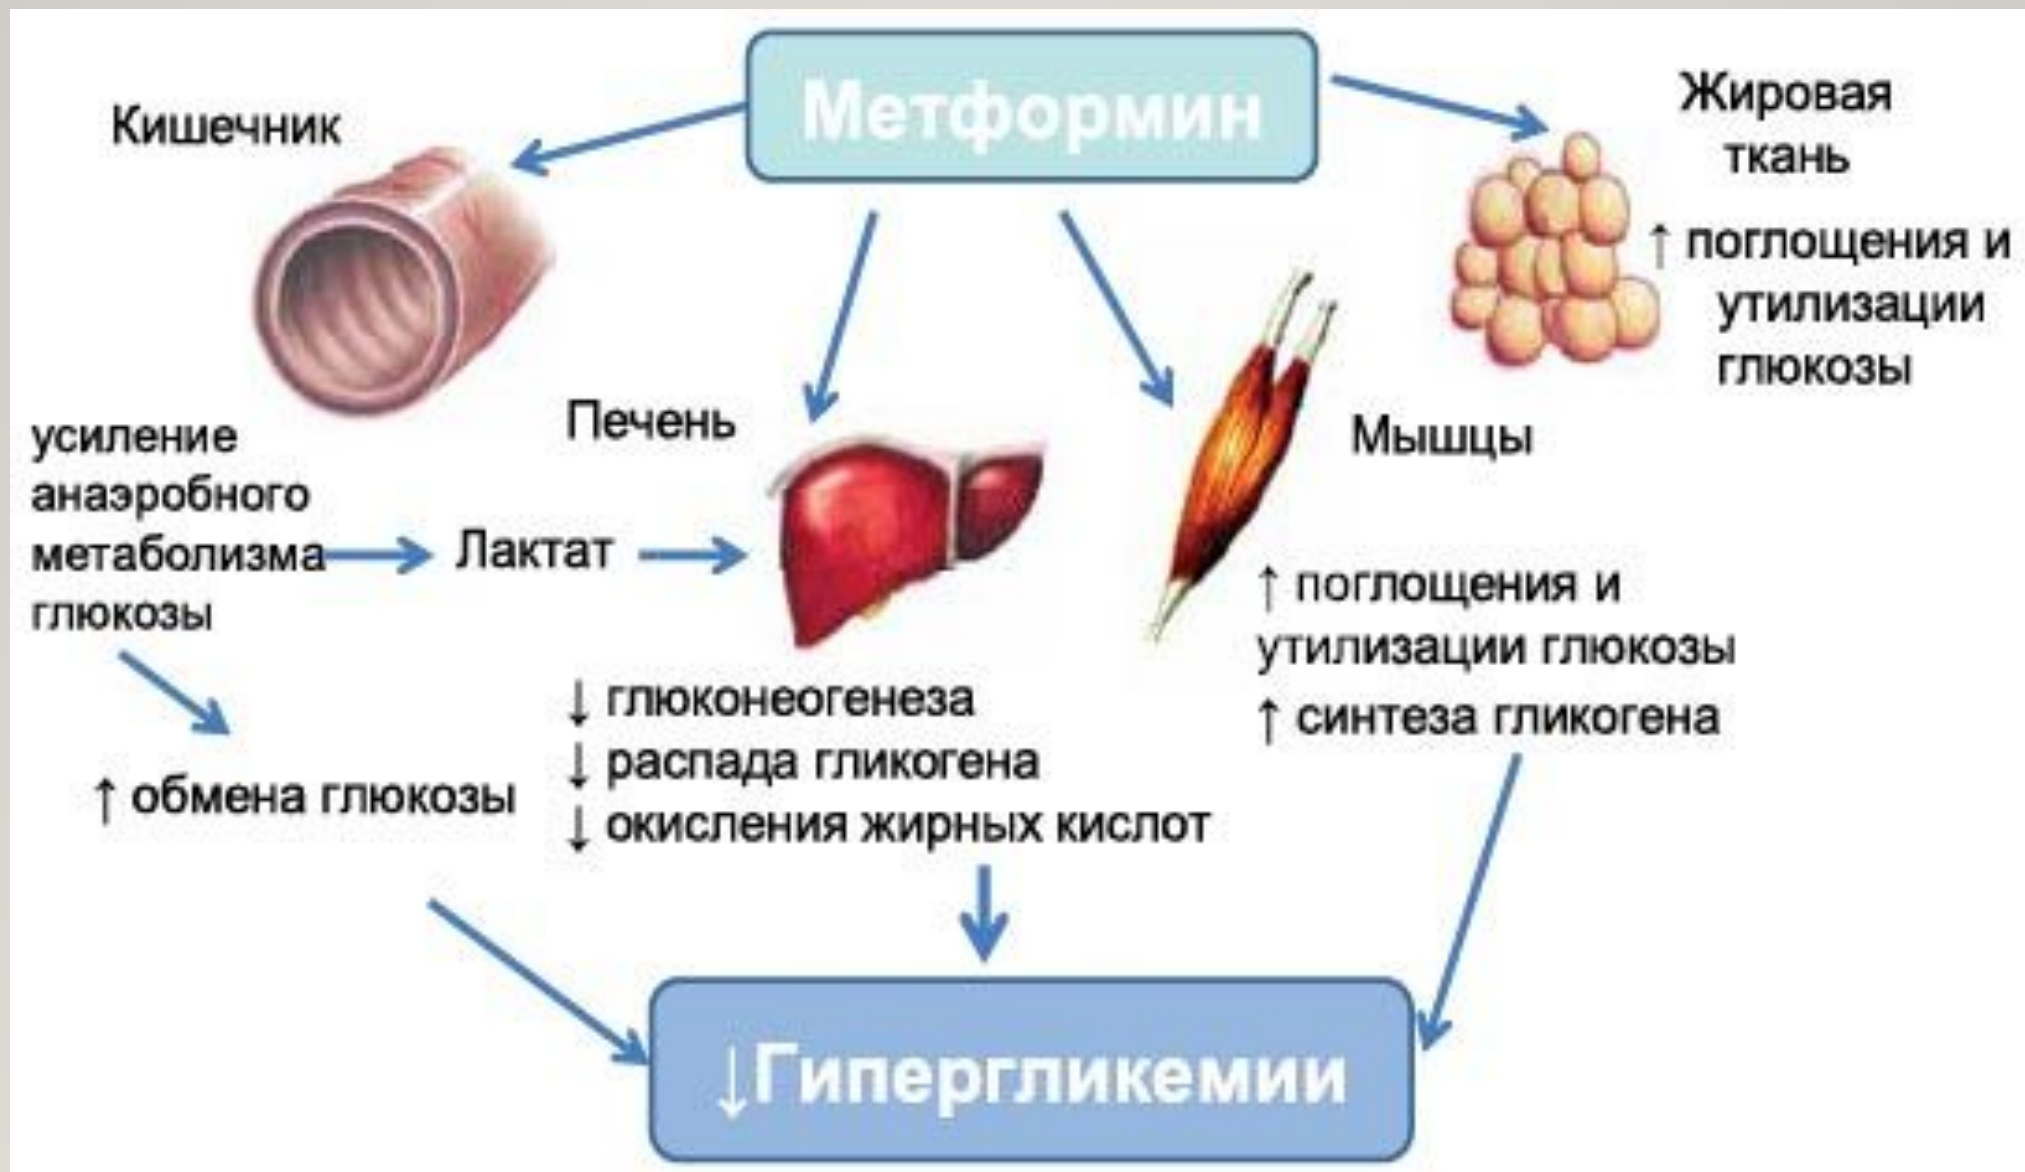 Метформин
Кишечник
Жировая
ткань
↑ поглощения и
утилизации
глюкозы
Печень
Мышцы
усиление
анаэробного
метаболизма
глюкозы
Лактат
↑ поглощения и
утилизации глюкозы
↑ синтеза гликогена
↓ глюконеогенеза
↓ распада гликогена
↓ окисления жирных кислот
↑ обмена глюкозы
↓Гипергликемии